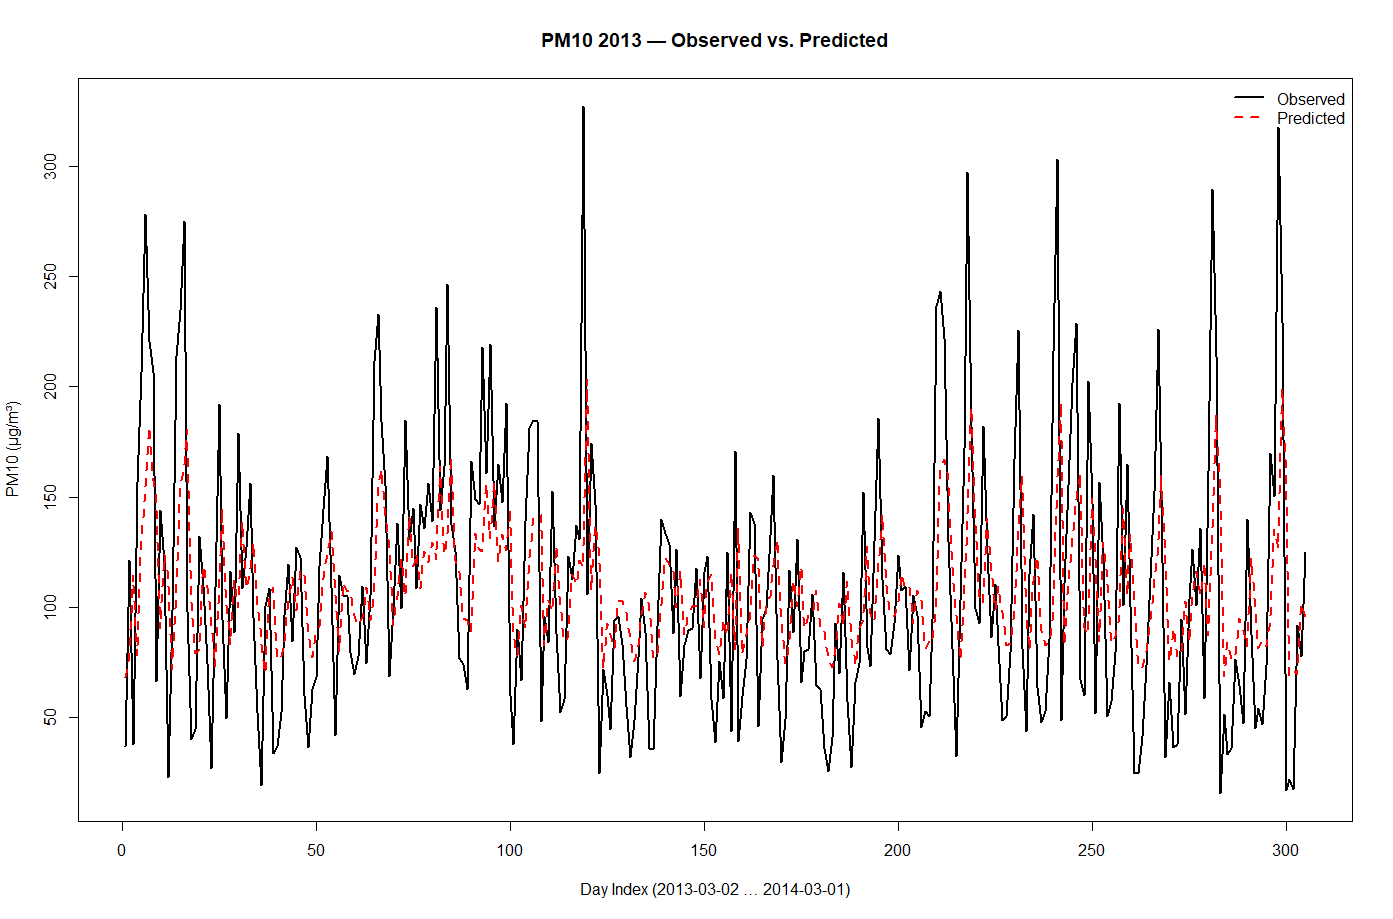 PM10 2013 — Observed vs. Predicted
Observed
Predicted
300
250
200
150
100
50
PM10 (µg/m³)
0 50 100 150 200 250 300
Day Index (2013-03-02 … 2014-03-01)